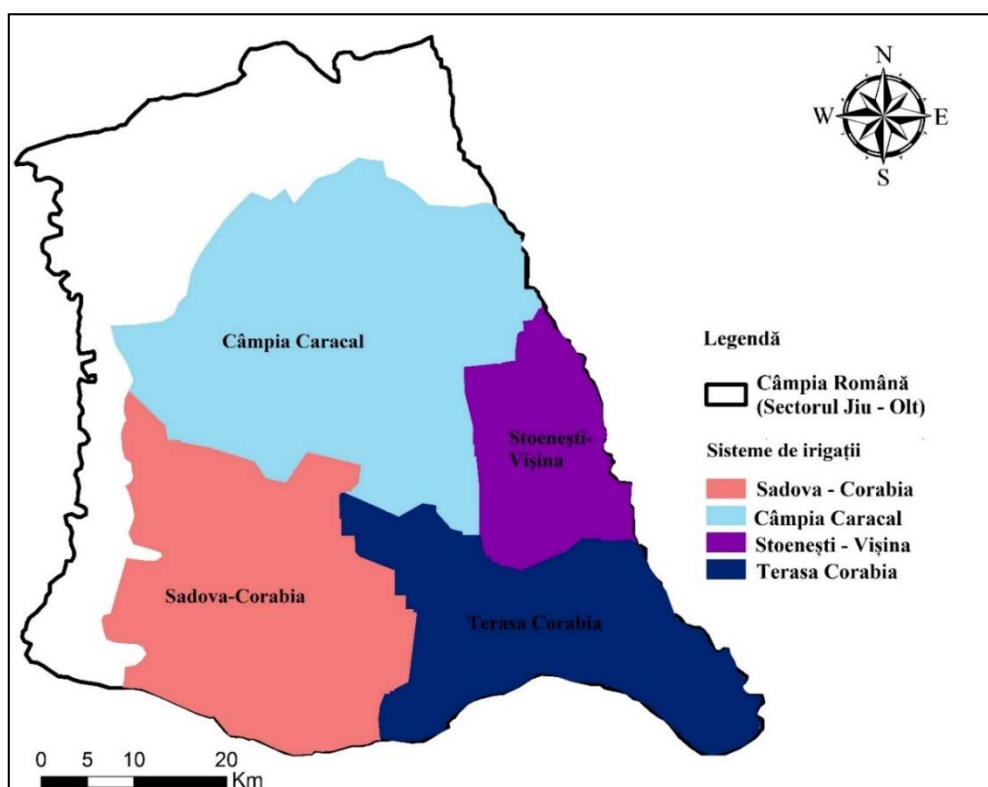 N
W E
S
Câmpia Caracal
Stoenești-
Vișina
Sadova-Corabia
Terasa Corabia
Legendă
Câmpia Română
(Sectorul Jiu - Olt)
Sisteme de irigații
Sadova - Corabia
Câmpia Caracal
Stoenești - Vișina
Terasa Corabia
0 5 10 20
Km